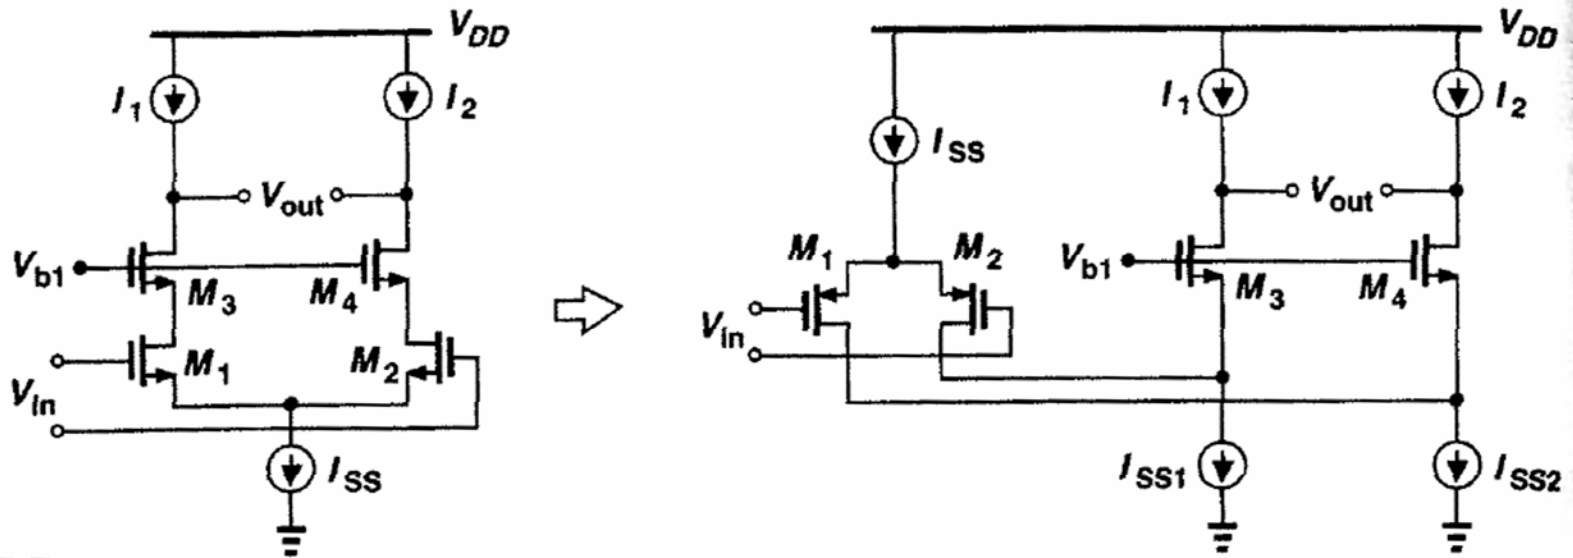 V_DD
I_1
I_2
V_out
V_b1
M_3
M_4
M_1
M_2
V_in
I_SS
V_DD
I_SS
I_1
I_2
V_out
M_1
M_2
V_b1
M_3
M_4
V_in
I_SS1
I_SS2